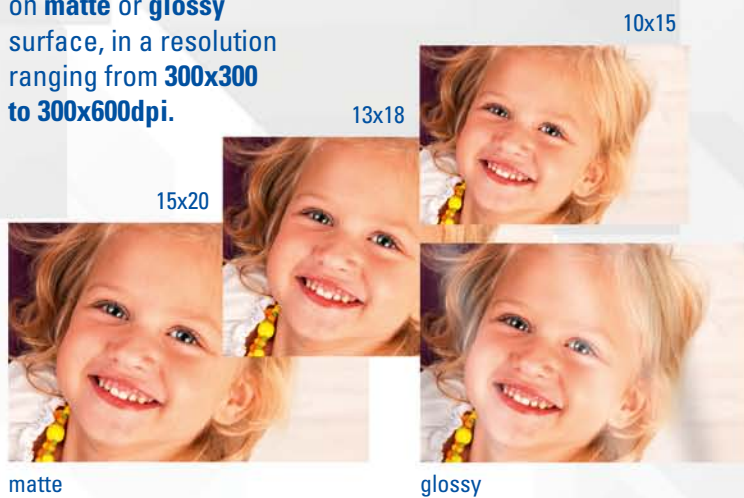 on matte or glossy
surface, in a resolution
ranging from 300x300
to 300x600dpi.
10x15
13x18
15x20
matte
glossy